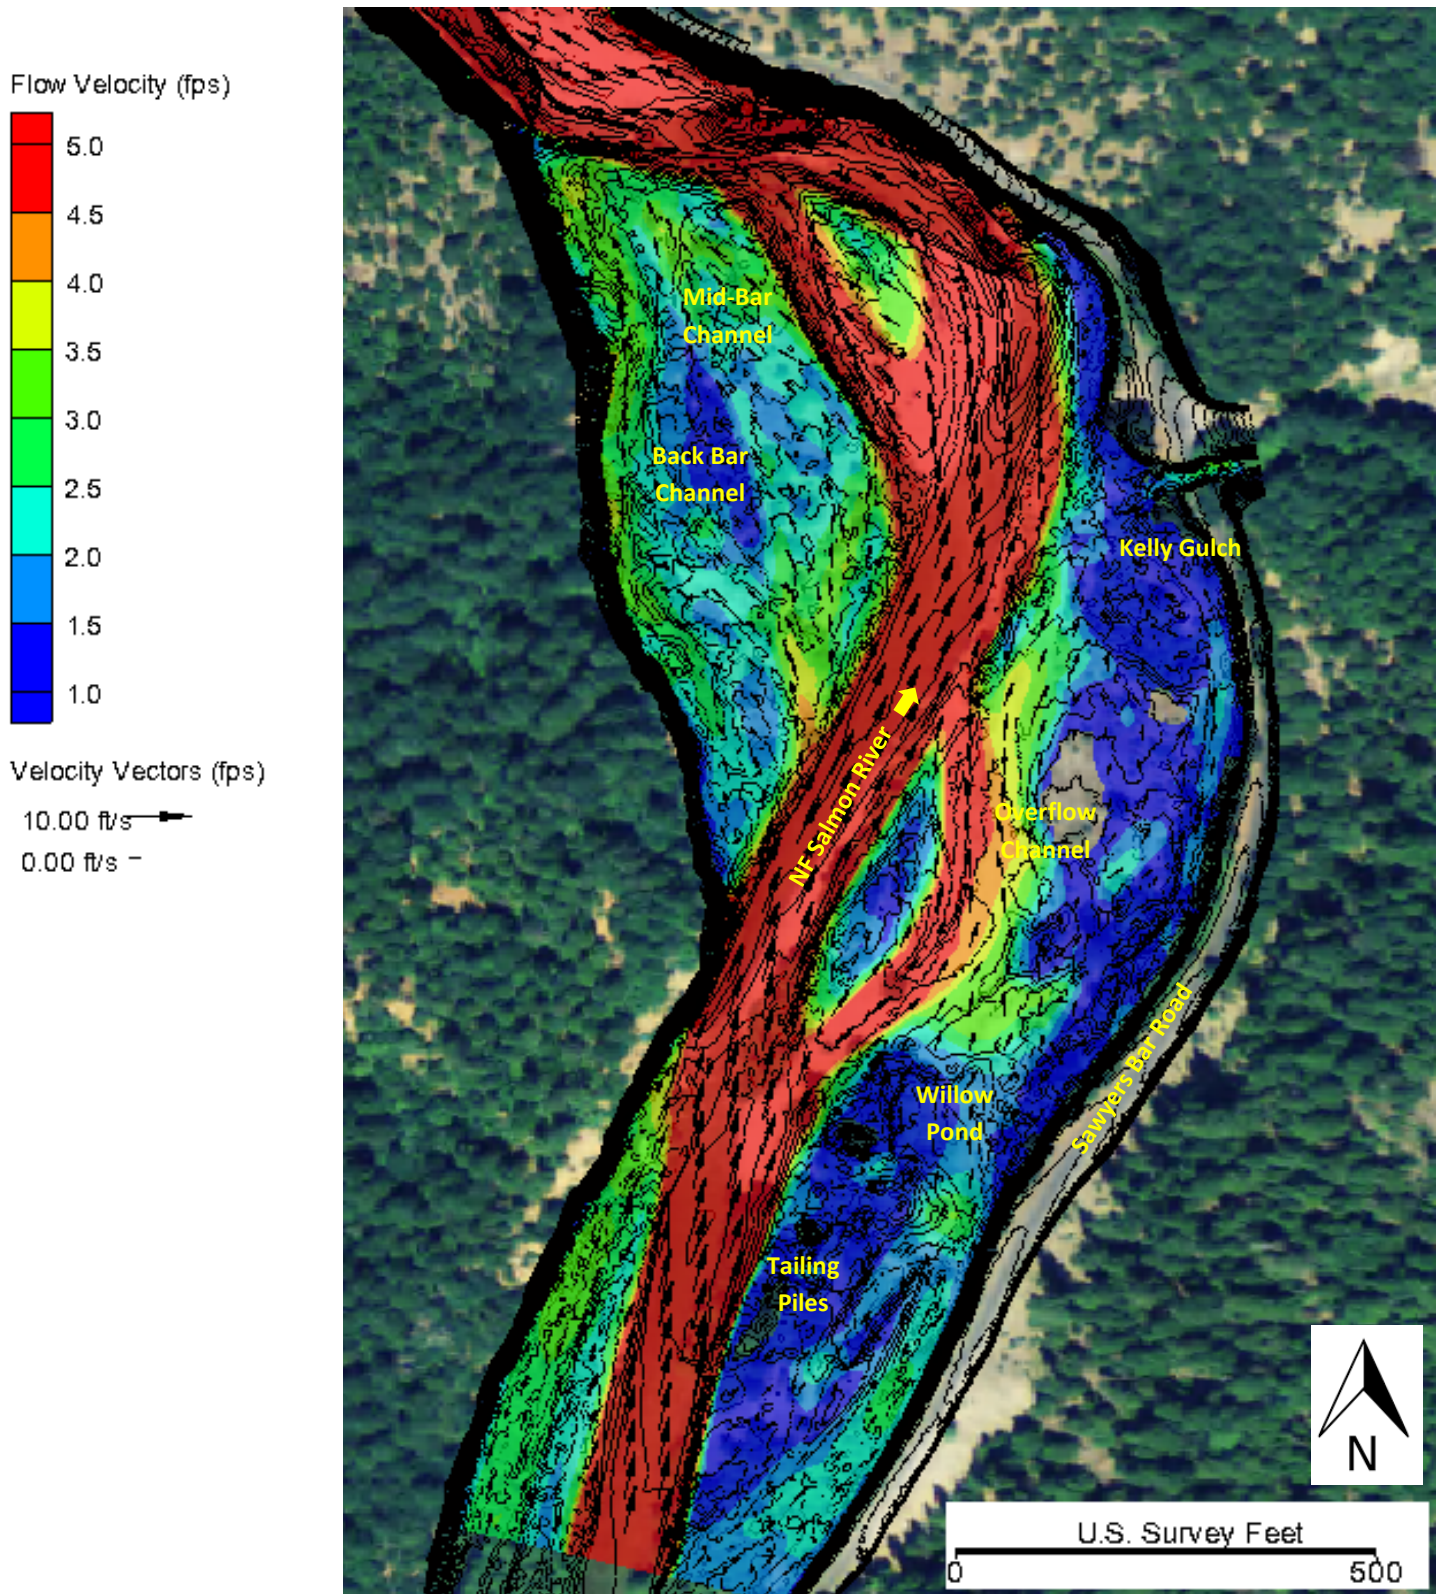 Flow Velocity (fps)
5.0
4.5
4.0
3.5
3.0
2.5
2.0
1.5
1.0
Velocity Vectors (fps)
10.00 ft/s
0.00 ft/s
Mid-Bar
Channel
Back Bar
Channel
Kelly Gulch
NF Salmon River
Overflow
Channel
Sawyers Bar Road
Willow
Pond
Tailing
Piles
N
U.S. Survey Feet
0 500